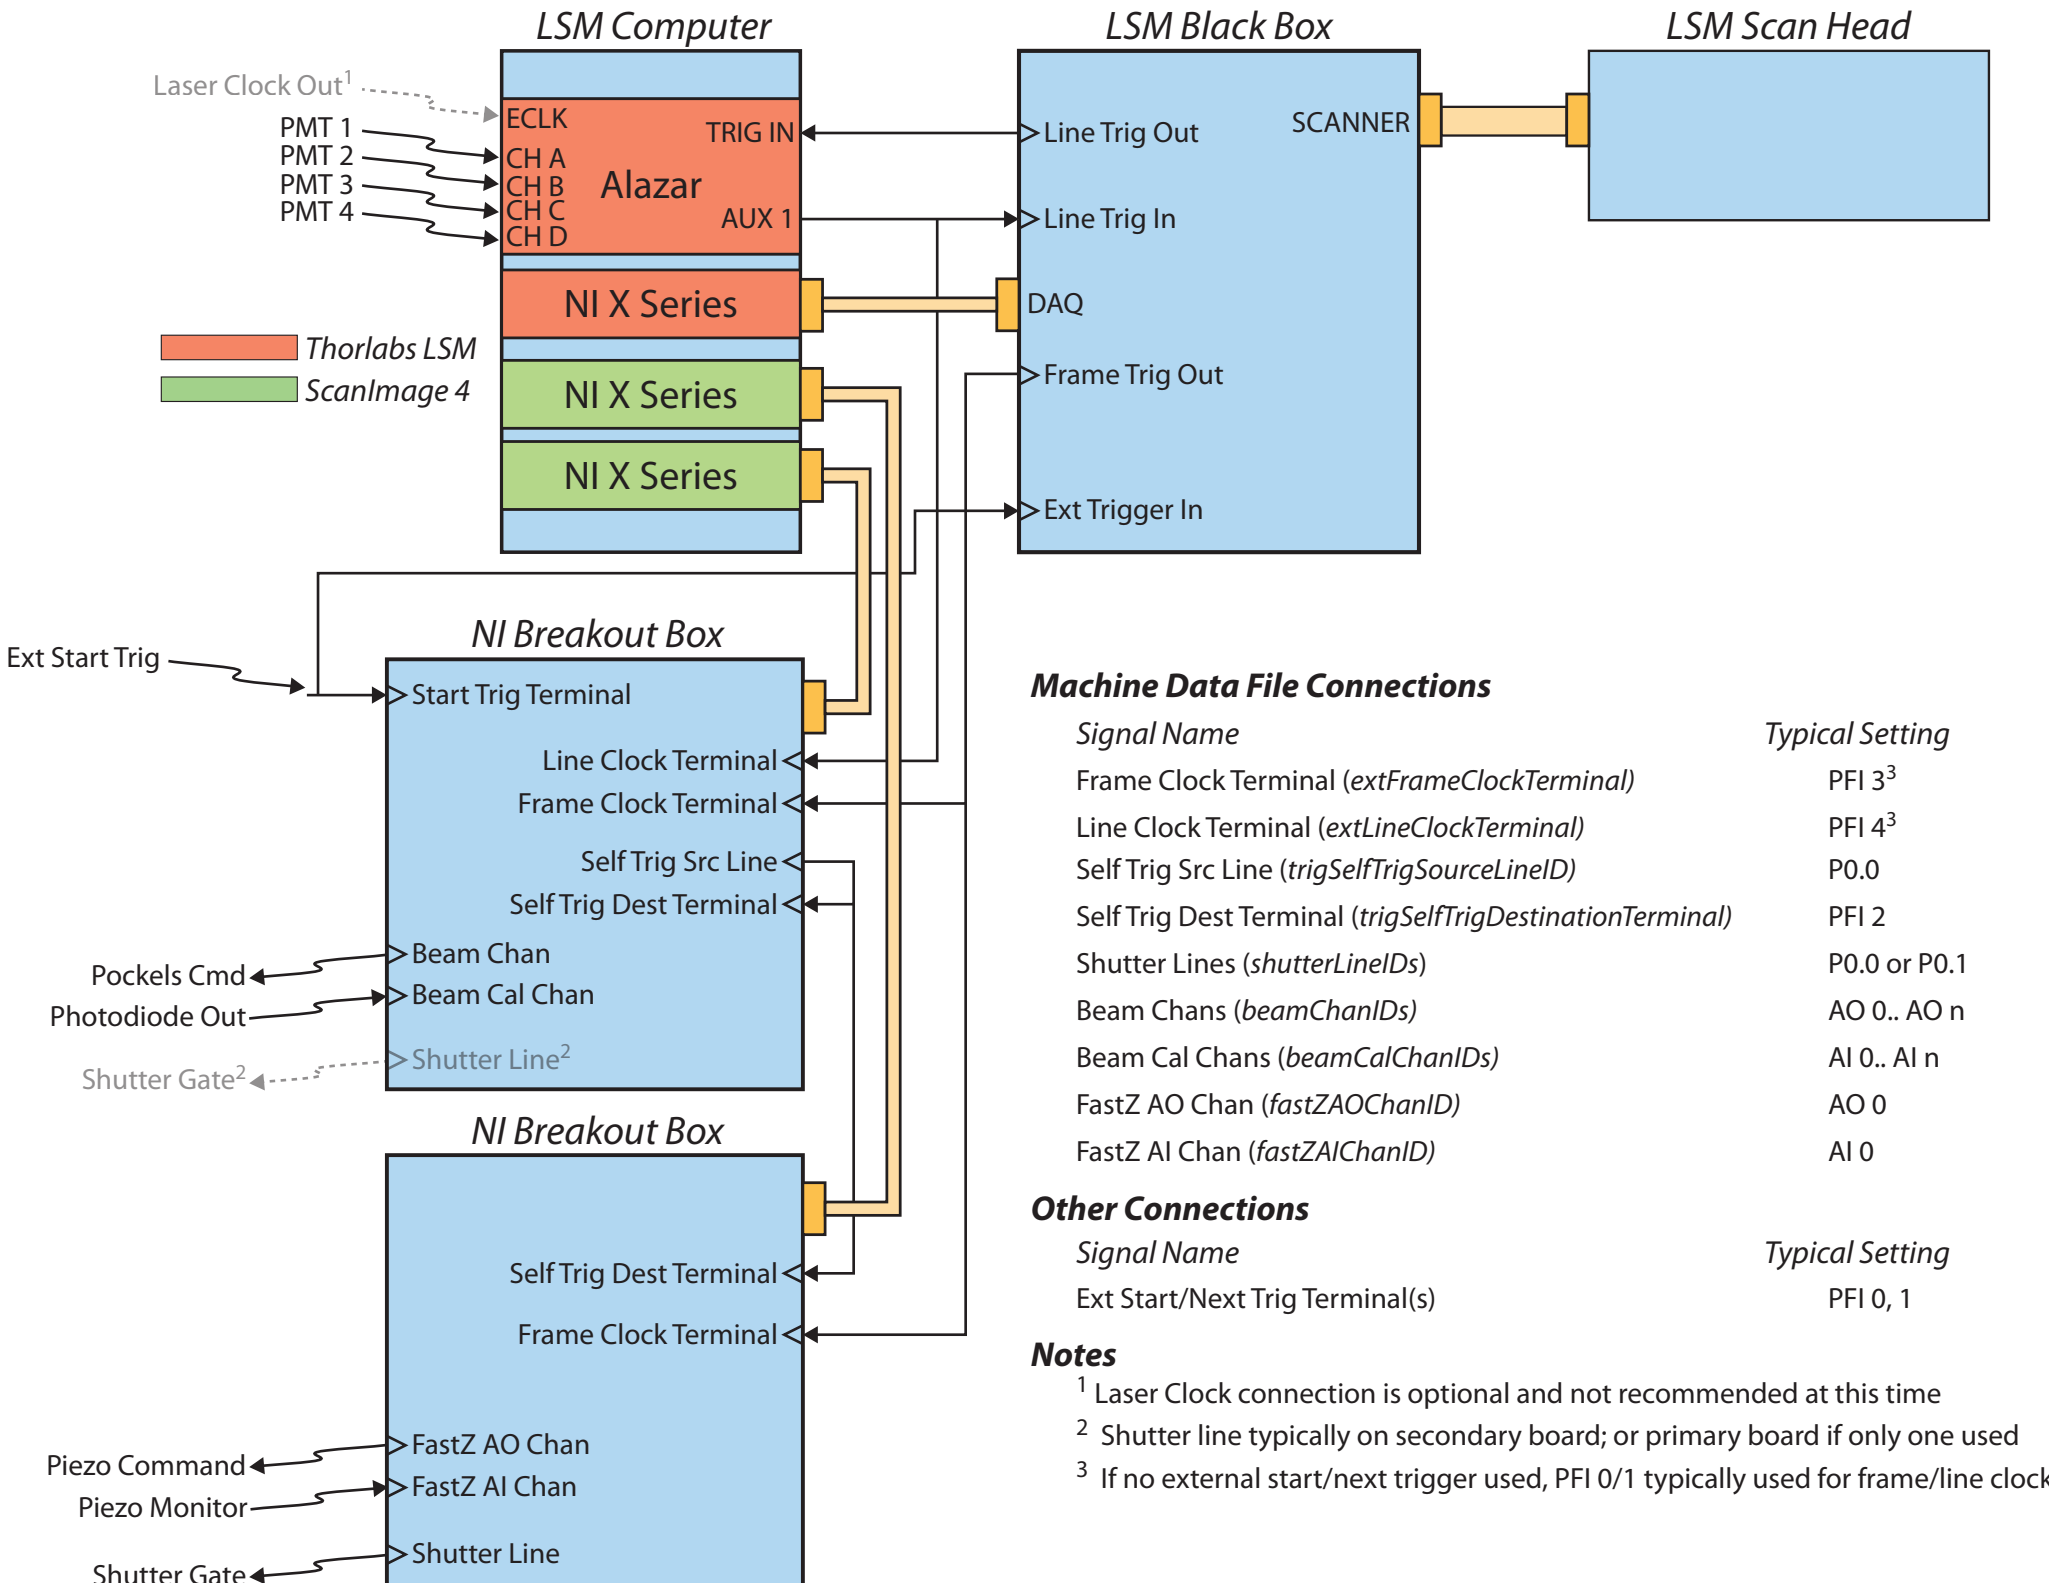 LSM Computer
LSM Black Box
LSM Scan Head
Laser Clock Out1
PMT 1
PMT 2
PMT 3
PMT 4
ECLK
CH A
CH B
CH C
CH D
Alazar
TRIG IN
AUX 1
Line Trig Out
SCANNER
Line Trig In
NI X Series
DAQ
Thorlabs LSM
ScanImage 4
NI X Series
Frame Trig Out
NI X Series
Ext Trigger In
NI Breakout Box
Ext Start Trig
Start Trig Terminal
Line Clock Terminal
Frame Clock Terminal
Self Trig Src Line
Self Trig Dest Terminal
Beam Chan
Pockels Cmd
Beam Cal Chan
Photodiode Out
Shutter Line2
Shutter Gate2
NI Breakout Box
Self Trig Dest Terminal
Frame Clock Terminal
FastZ AO Chan
Piezo Command
FastZ AI Chan
Piezo Monitor
Shutter Line
Shutter Gate
Machine Data File Connections
Signal Name Typical Setting
Frame Clock Terminal (extFrameClockTerminal) PFI 33
Line Clock Terminal (extLineClockTerminal) PFI 43
Self Trig Src Line (trigSelfTrigSourceLineID) P0.0
Self Trig Dest Terminal (trigSelfTrigDestinationTerminal) PFI 2
Shutter Lines (shutterLineIDs) P0.0 or P0.1
Beam Chans (beamChanIDs) AO 0.. AO n
Beam Cal Chans (beamCalChanIDs) AI 0.. AI n
FastZ AO Chan (fastZAOChanID) AO 0
FastZ AI Chan (fastZAIChanID) AI 0
Other Connections
Signal Name Typical Setting
Ext Start/Next Trig Terminal(s) PFI 0, 1
Notes
1 Laser Clock connection is optional and not recommended at this time
2 Shutter line typically on secondary board; or primary board if only one used
3 If no external start/next trigger used, PFI 0/1 typically used for frame/line clock